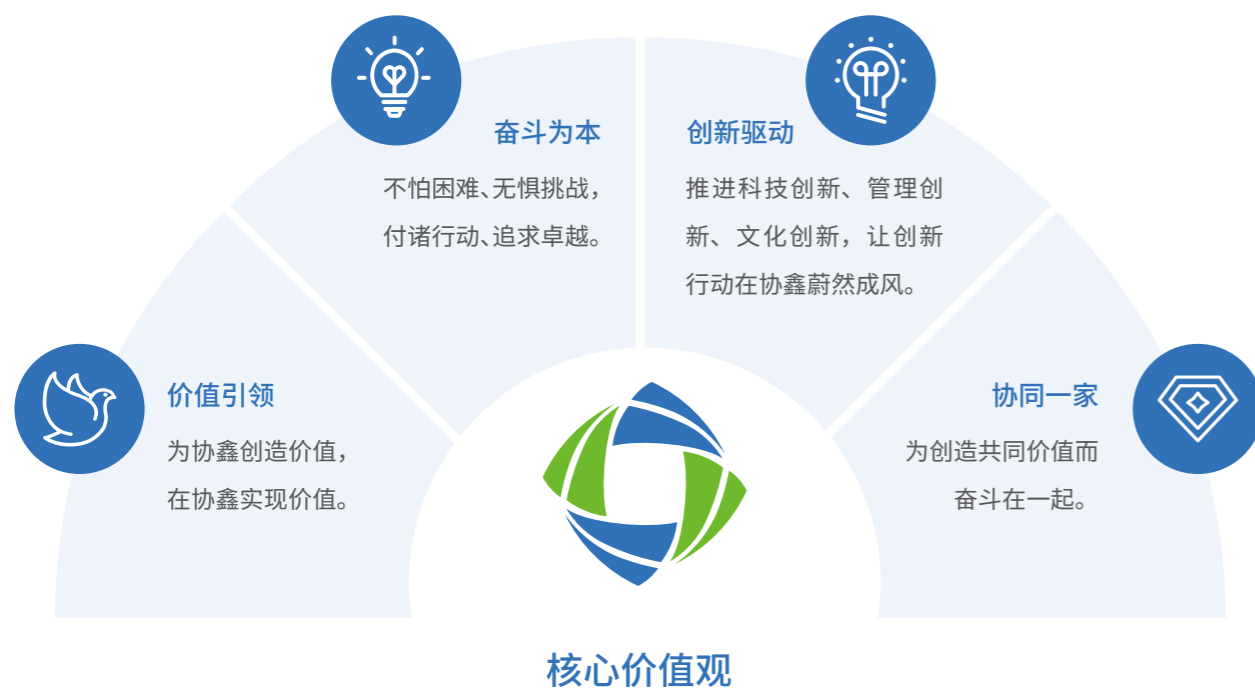 奋斗为本
不怕困难、无惧挑战，
付诸行动、追求卓越。
创新驱动
推进科技创新、管理创
新、文化创新，让创新
行动在协鑫蔚然成风。
价值引领
为协鑫创造价值，
在协鑫实现价值。
协同一家
为创造共同价值而
奋斗在一起。
核心价值观